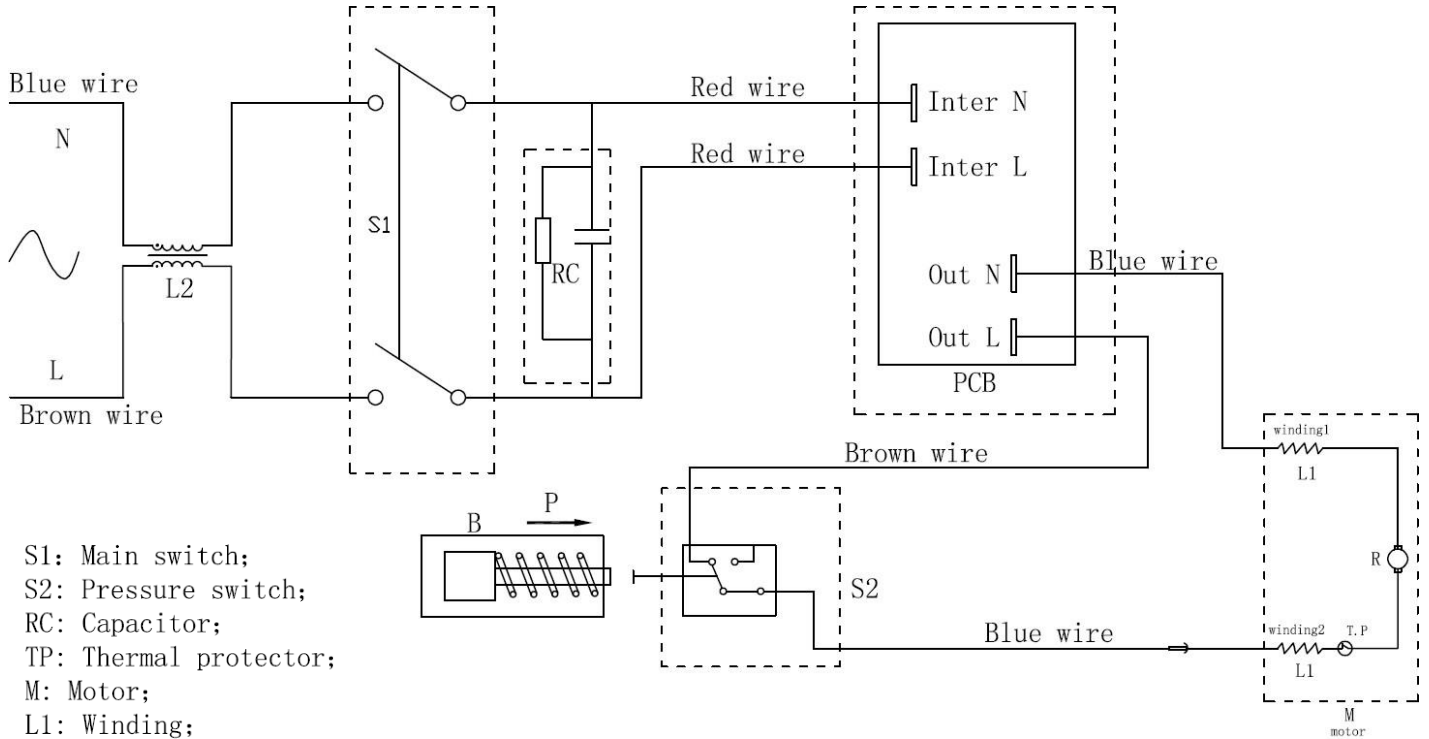 Blue wire
N
L2
L
Brown wire
S1
RC
Red wire
Red wire
Inter N
Inter L
Out N
Out L
PCB
Blue wire
Brown wire
B
P
S2
Blue wire
winding1
L1
R
winding2
T.P
L1
M
motor
S1: Main switch;
S2: Pressure switch;
RC: Capacitor;
TP: Thermal protector;
M: Motor;
L1: Winding;